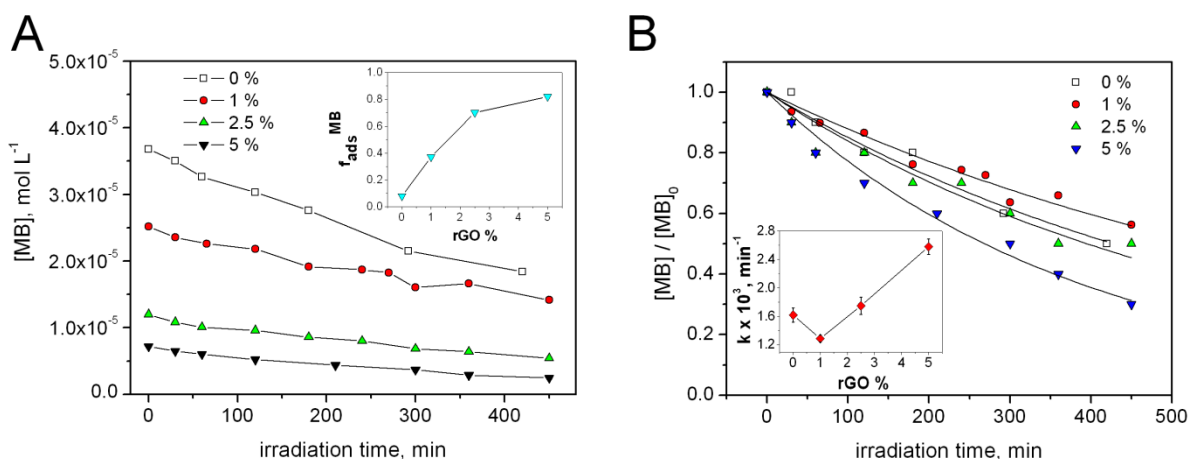 A
[MB], mol L⁻¹
5.0x10⁻⁵
4.0x10⁻⁵
3.0x10⁻⁵
2.0x10⁻⁵
1.0x10⁻⁵
0.0
0 %
1 %
2.5 %
5 %
f_ads^MB
1.0
0.8
0.6
0.4
0.2
0.0
0 1 2 3 4 5
rGO %
0 100 200 300 400
irradiation time, min
B
[MB] / [MB]₀
1.0
0.8
0.6
0.4
0.2
0.0
0 %
1 %
2.5 %
5 %
k x 10³, min⁻¹
2.8
2.4
2.0
1.6
1.2
0 1 2 3 4 5
rGO %
0 100 200 300 400 500
irradiation time, min